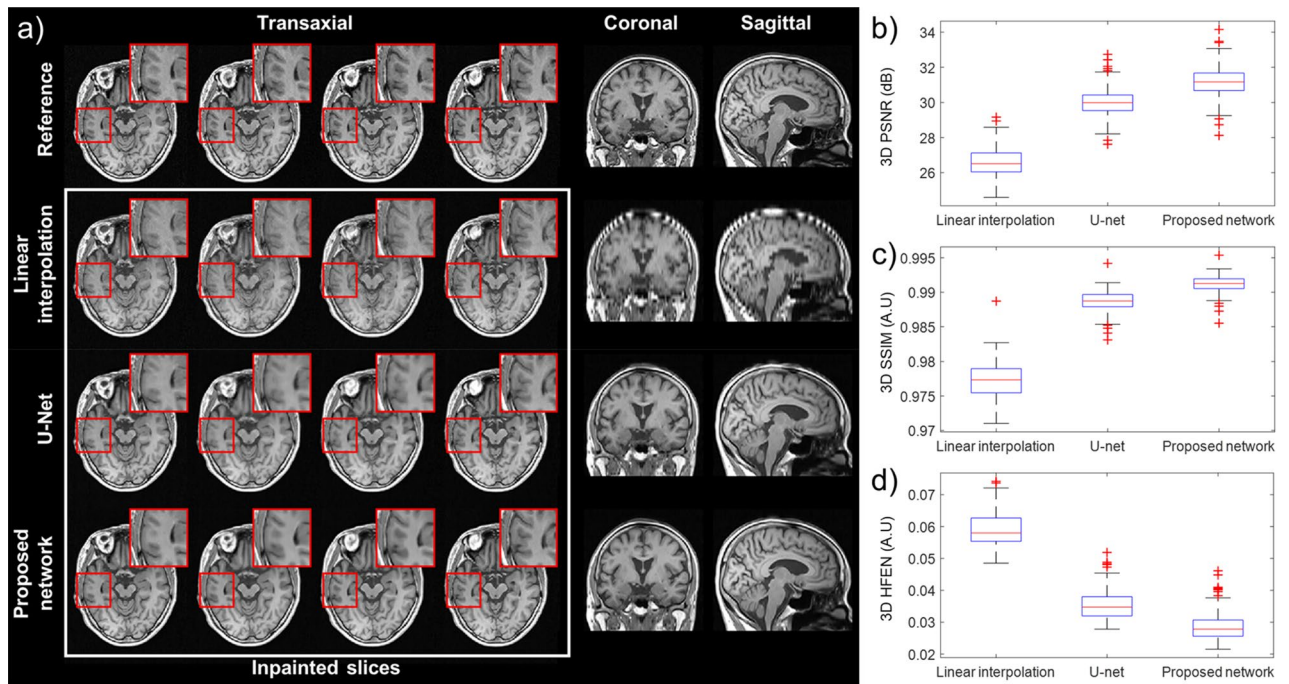 a)
Transaxial
Coronal
Sagittal
Reference
Linear
interpolation
U-Net
Proposed
network
Inpainted slices
b)
3D PSNR (dB)
34
32
30
28
26
Linear interpolation
U-net
Proposed network
c)
3D SSIM (A.U)
0.995
0.99
0.985
0.98
0.975
0.97
Linear interpolation
U-net
Proposed network
d)
3D HFEN (A.U)
0.07
0.06
0.05
0.04
0.03
0.02
Linear interpolation
U-net
Proposed network